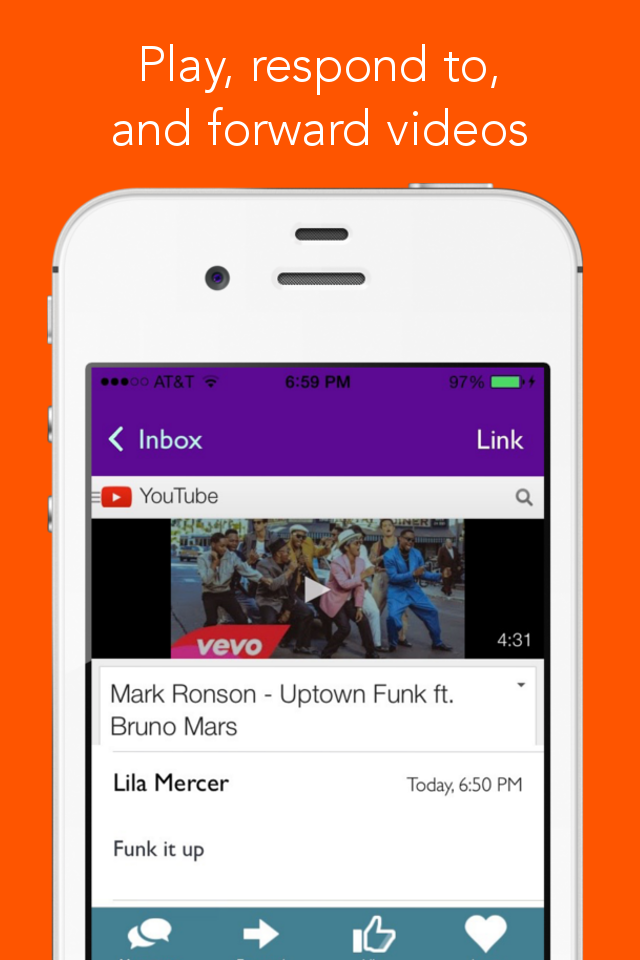 Play, respond to,
and forward videos
AT&T 6:59 PM 97%
Inbox Link
YouTube
vevo
4:31
Mark Ronson - Uptown Funk ft.
Bruno Mars
Lila Mercer Today, 6:50 PM
Funk it up